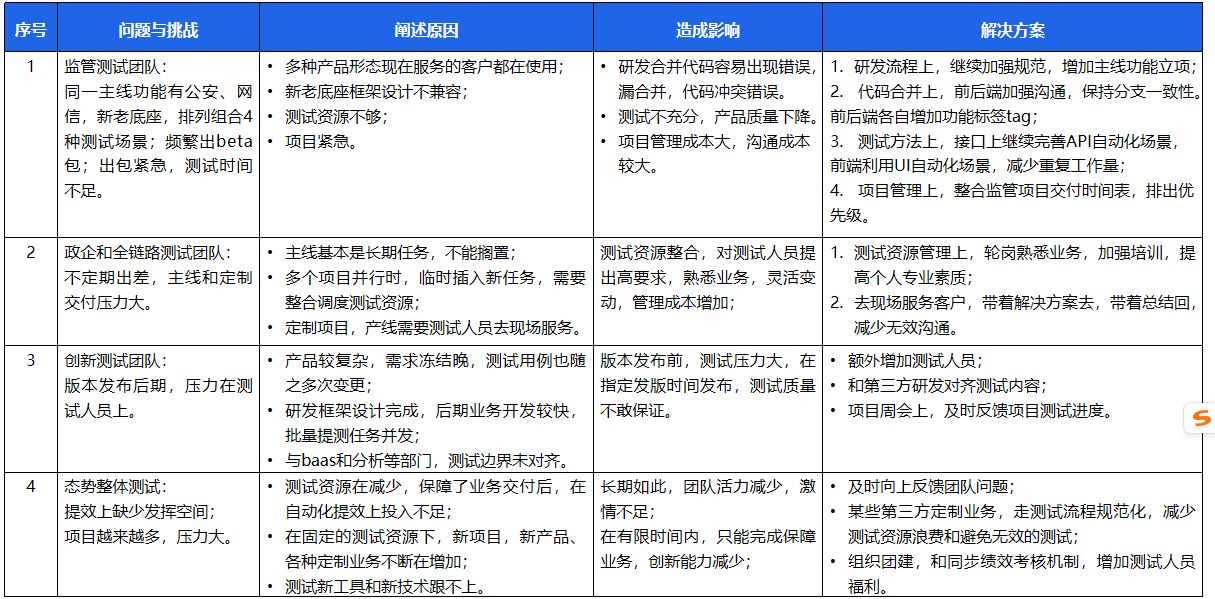 序号
问题与挑战
阐述原因
造成影响
解决方案
1
监管测试团队：
同一主线功能有公安、网
信，新老底座，排列组合4
种测试场景；频繁出beta
包；出包紧急，测试时间
不足。
• 多种产品形态现在服务的客户都在使用；
• 新老底座框架设计不兼容；
• 测试资源不够；
• 项目紧急。
• 研发合并代码容易出现错误，
漏合并，代码冲突错误。
• 测试不充分，产品质量下降。
• 项目管理成本大，沟通成本
较大。
1. 研发流程上，继续加强规范，增加主线功能立项；
2. 代码合并上，前后端加强沟通，保持分支一致性。
前后端各自增加功能标签tag；
3. 测试方法上，接口上继续完善API自动化场景，
前端利用UI自动化场景，减少重复工作量；
4. 项目管理上，整合监管项目交付时间表，排出优
先级。
2
政企和全链路测试团队：
不定期出差，主线和定制
交付压力大。
• 主线基本是长期任务，不能搁置；
• 多个项目并行时，临时插入新任务，需要
整合调度测试资源；
• 定制项目，产线需要测试人员去现场服务。
测试资源整合，对测试人员提
出高要求，熟悉业务，灵活变
动，管理成本增加；
1. 测试资源管理上，轮岗熟悉业务，加强培训，提
高个人专业素质；
2. 去现场服务客户，带着解决方案去，带着总结回，
减少无效沟通。
3
创新测试团队：
版本发布后期，压力在测
试人员上。
• 产品较复杂，需求冻结晚，测试用例也随
之多次变更；
• 研发框架设计完成，后期业务开发较快，
批量提测任务并发；
• 与baas和分析等部门，测试边界未对齐。
版本发布前，测试压力大，在
指定发版时间发布，测试质量
不敢保证。
• 额外增加测试人员；
• 和第三方研发对齐测试内容；
• 项目周会上，及时反馈项目测试进度。
4
态势整体测试：
提效上缺少发挥空间；
项目越来越多，压力大。
• 测试资源在减少，保障了业务交付后，在
自动化提效上投入不足；
• 在固定的测试资源下，新项目，新产品、
各种定制业务不断在增加；
• 测试新工具和新技术跟不上。
长期如此，团队活力减少，激
情不足；
在有限时间内，只能完成保障
业务，创新能力减少；
• 及时向上反馈团队问题；
• 某些第三方定制业务，走测试流程规范化，减少
测试资源浪费和避免无效的测试；
• 组织团建，和同步绩效考核机制，增加测试人员
福利。